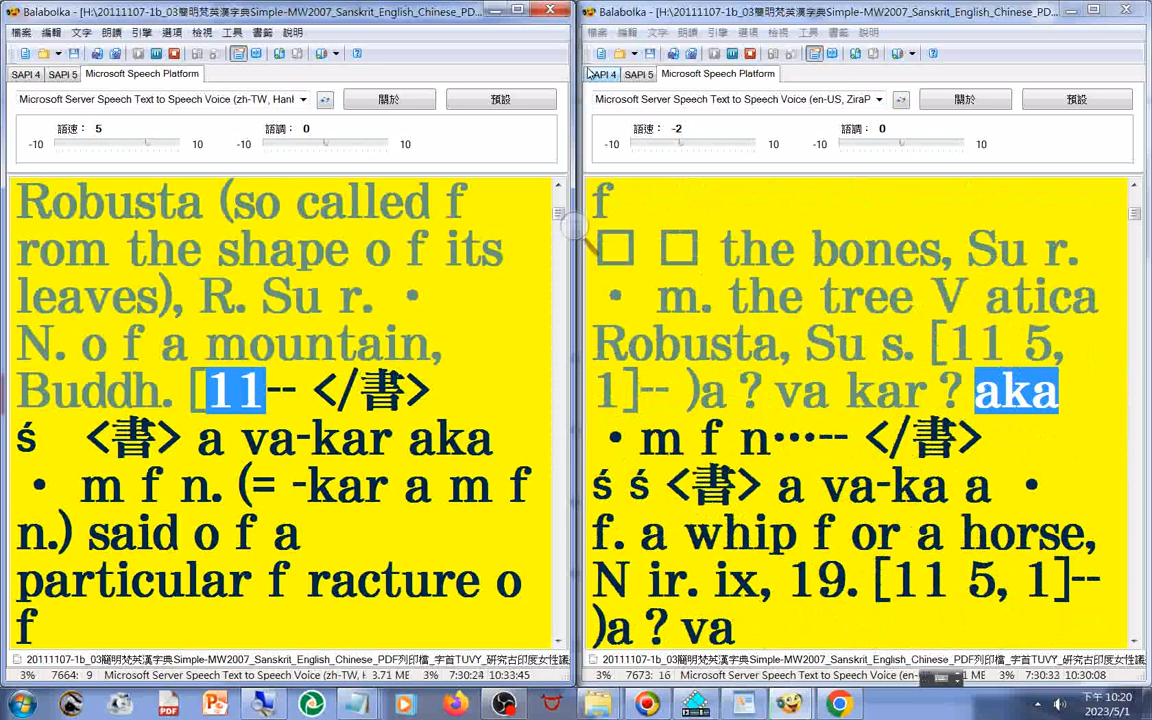 Balabolka - [H:\20111107-1b_03簡明梵英漢字典Simple-MW2007_Sanskrit_English_Chinese_PD...
檔案 編輯 文字 朗讀 引擎 選項 檢視 工具 書籤 說明
SAPI 4 SAPI 5 Microsoft Speech Platform
Microsoft Server Speech Text to Speech Voice (zh-TW, Hanl 關於 預設
語速: 5 語調: 0
-10 10 -10 10
Robusta (so called f
rom the shape o f its
leaves), R. Su r. •
N. o f a mountain,
Buddh. [11-- </書>
ś <書> a va-kar aka
• m f n. (= -kar a m f
n.) said o f a
particular f racture o
f
20111107-1b_03簡明梵英漢字典Simple-MW2007_Sanskrit_English_Chinese_PDF列印檔_字首TUVY_研究古印度女性議
3% 7664: 9 Microsoft Server Speech Text to Speech Voice (zh-TW, H 3.71 ME 3% 7:30:24 10:33:45
Balabolka - [H:\20111107-1b_03簡明梵英漢字典Simple-MW2007_Sanskrit_English_Chinese_PD...
檔案 編輯 文字 朗讀 引擎 選項 檢視 工具 書籤 說明
SAPI 4 SAPI 5 Microsoft Speech Platform
Microsoft Server Speech Text to Speech Voice (en-US, ZiraP 關於 預設
語速: -2 語調: 0
-10 10 -10 10
f
□ □ the bones, Su r.
• m. the tree V atica
Robusta, Su s. [11 5,
1]-- )a ? va kar ? aka
• m f n…-- </書>
ś ś <書> a va-ka a •
f. a whip f or a horse,
N ir. ix, 19. [11 5, 1]--
)a ? va
20111107-1b_03簡明梵英漢字典Simple-MW2007_Sanskrit_English_Chinese_PDF列印檔_字首TUVY_研究古印度女性議
3% 7673: 16 Microsoft Server Speech Text to Speech Voice (en-U 1 ME 3% 7:30:33 10:30:08
下午 10:20
2023/5/1